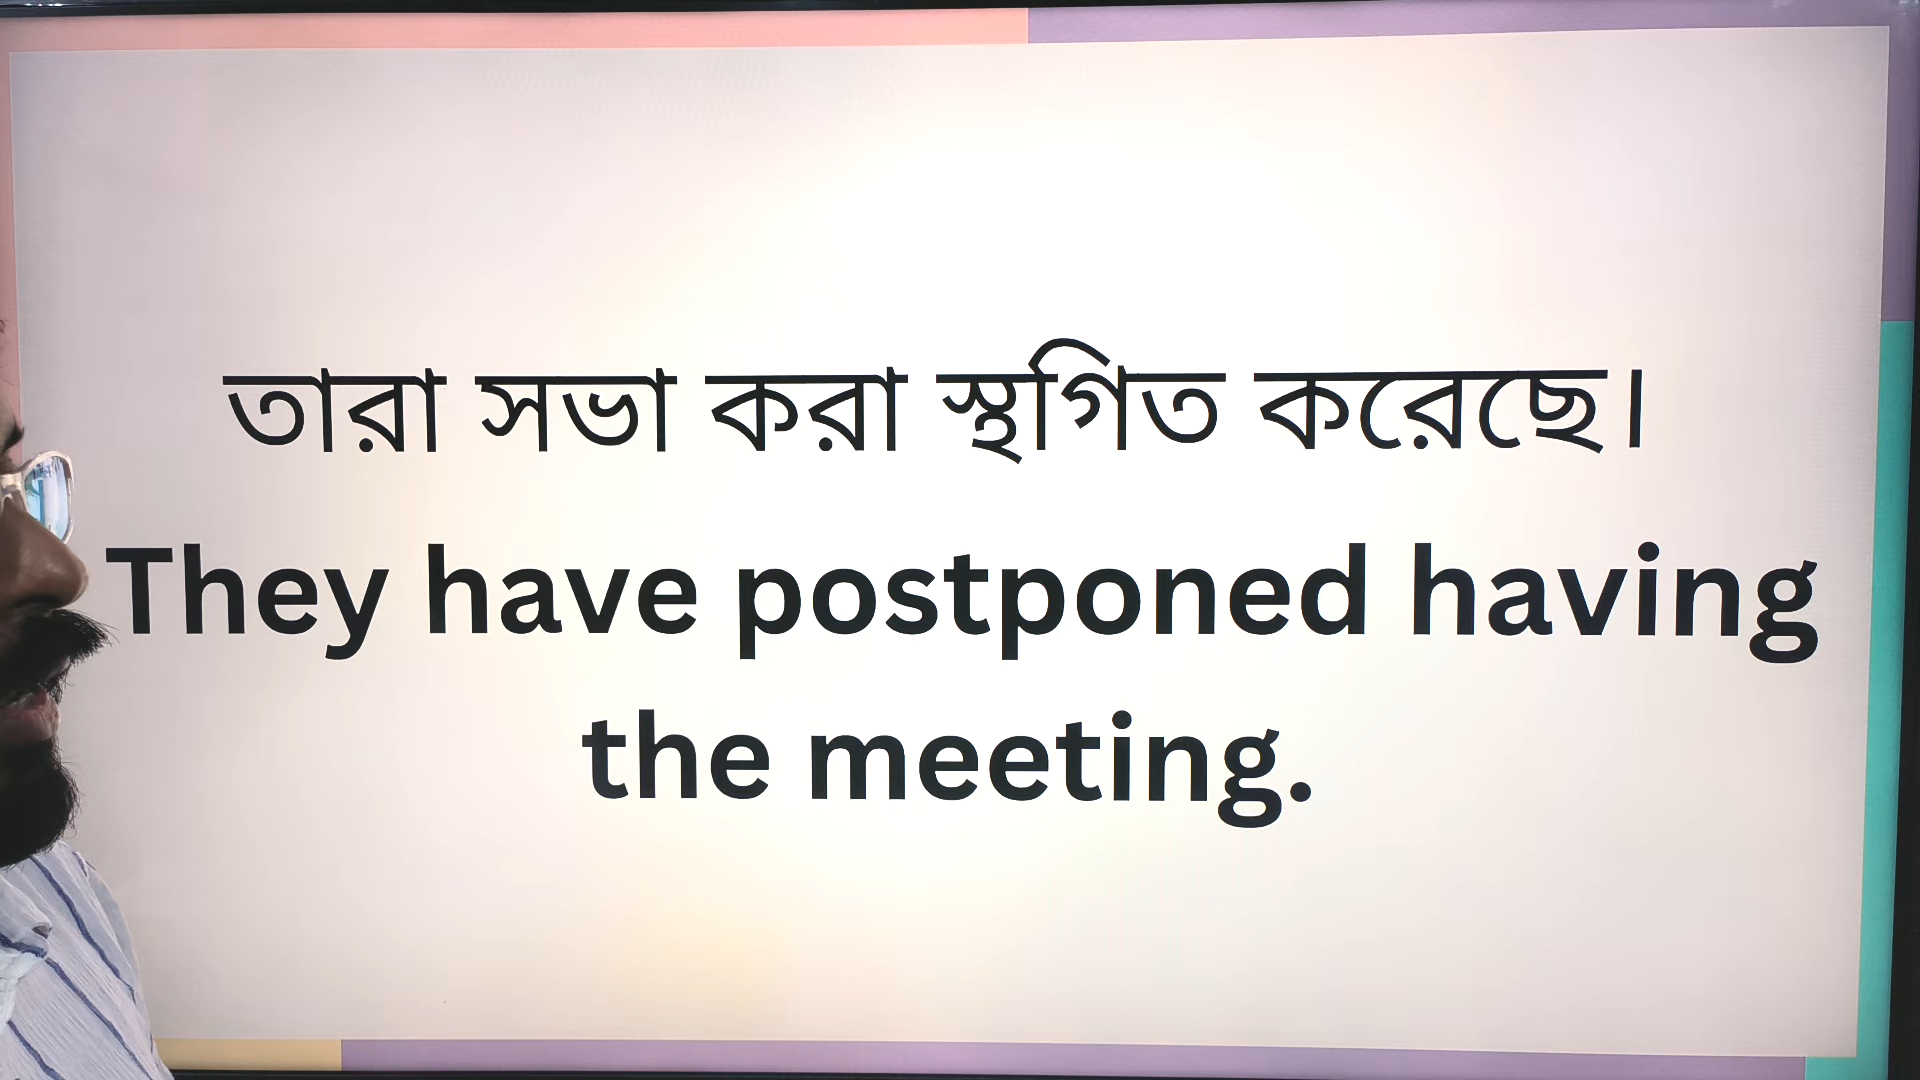 তারা সভা করা স্থগিত করেছে।
They have postponed having
the meeting.